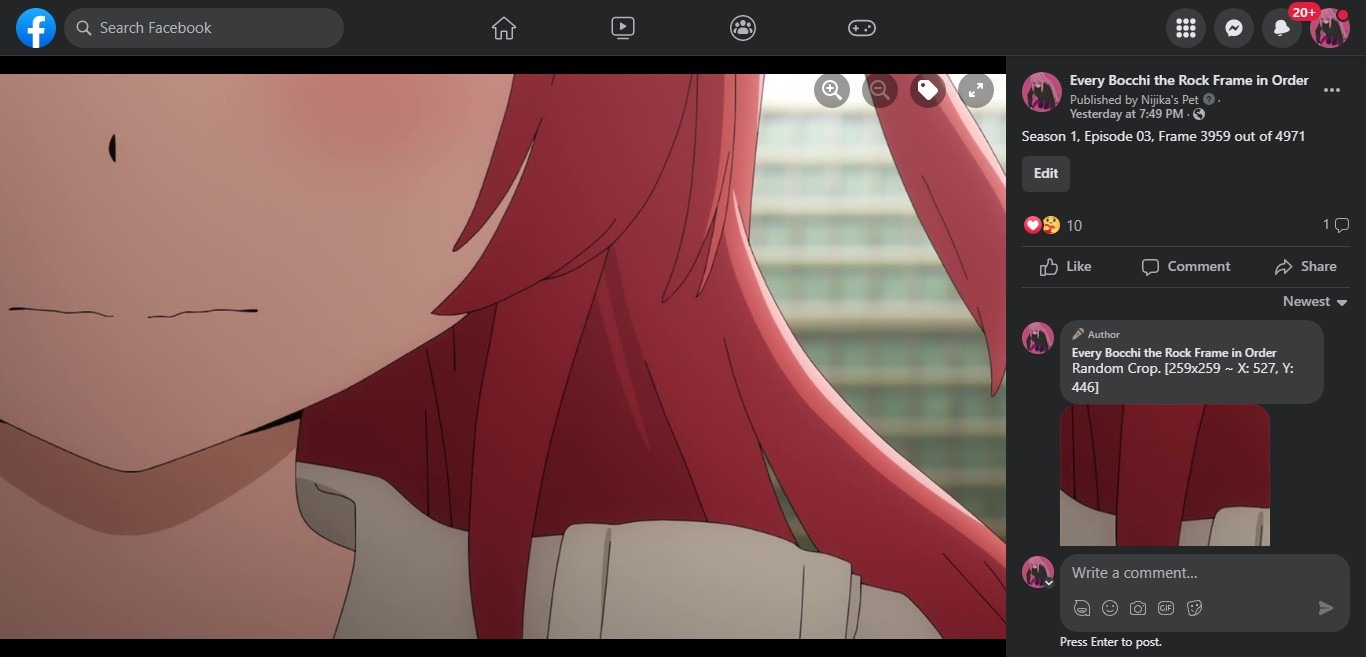 Search Facebook
20+
Every Bocchi the Rock Frame in Order
Published by Nijika's Pet ·
Yesterday at 7:49 PM ·
Season 1, Episode 03, Frame 3959 out of 4971
Edit
10
1
Like
Comment
Share
Newest
Author
Every Bocchi the Rock Frame in Order
Random Crop. [259x259 ~ X: 527, Y:
446]
Write a comment...
GIF
Press Enter to post.